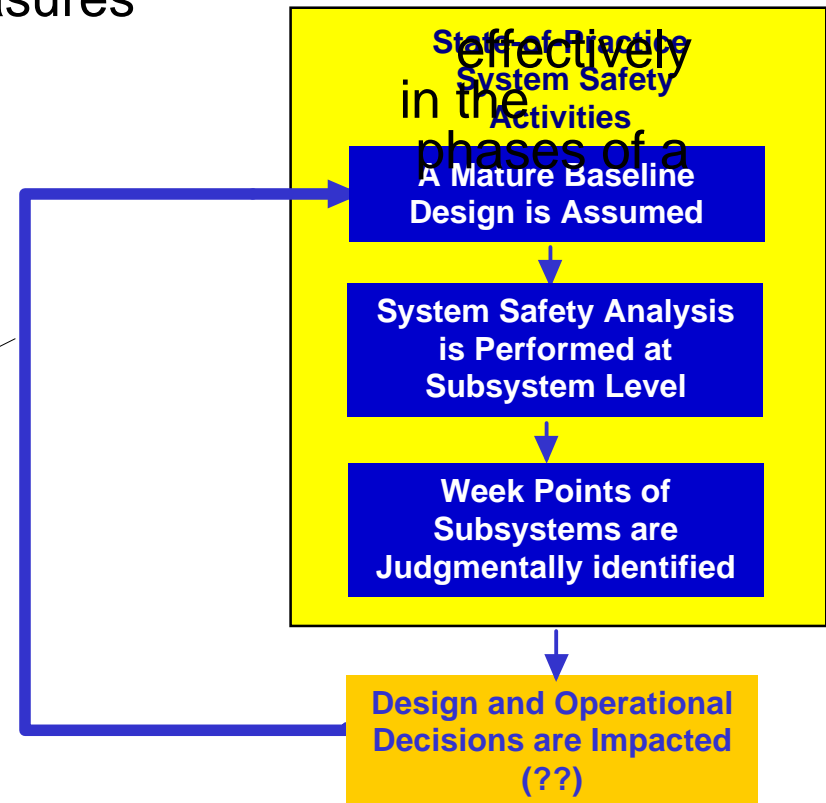 asures
State-of-Practice
effectively
System Safety
in the
Activities
phases of a
A Mature Baseline
Design is Assumed
System Safety Analysis
is Performed at
Subsystem Level
Week Points of
Subsystems are
Judgmentally identified
Design and Operational
Decisions are Impacted
(??)